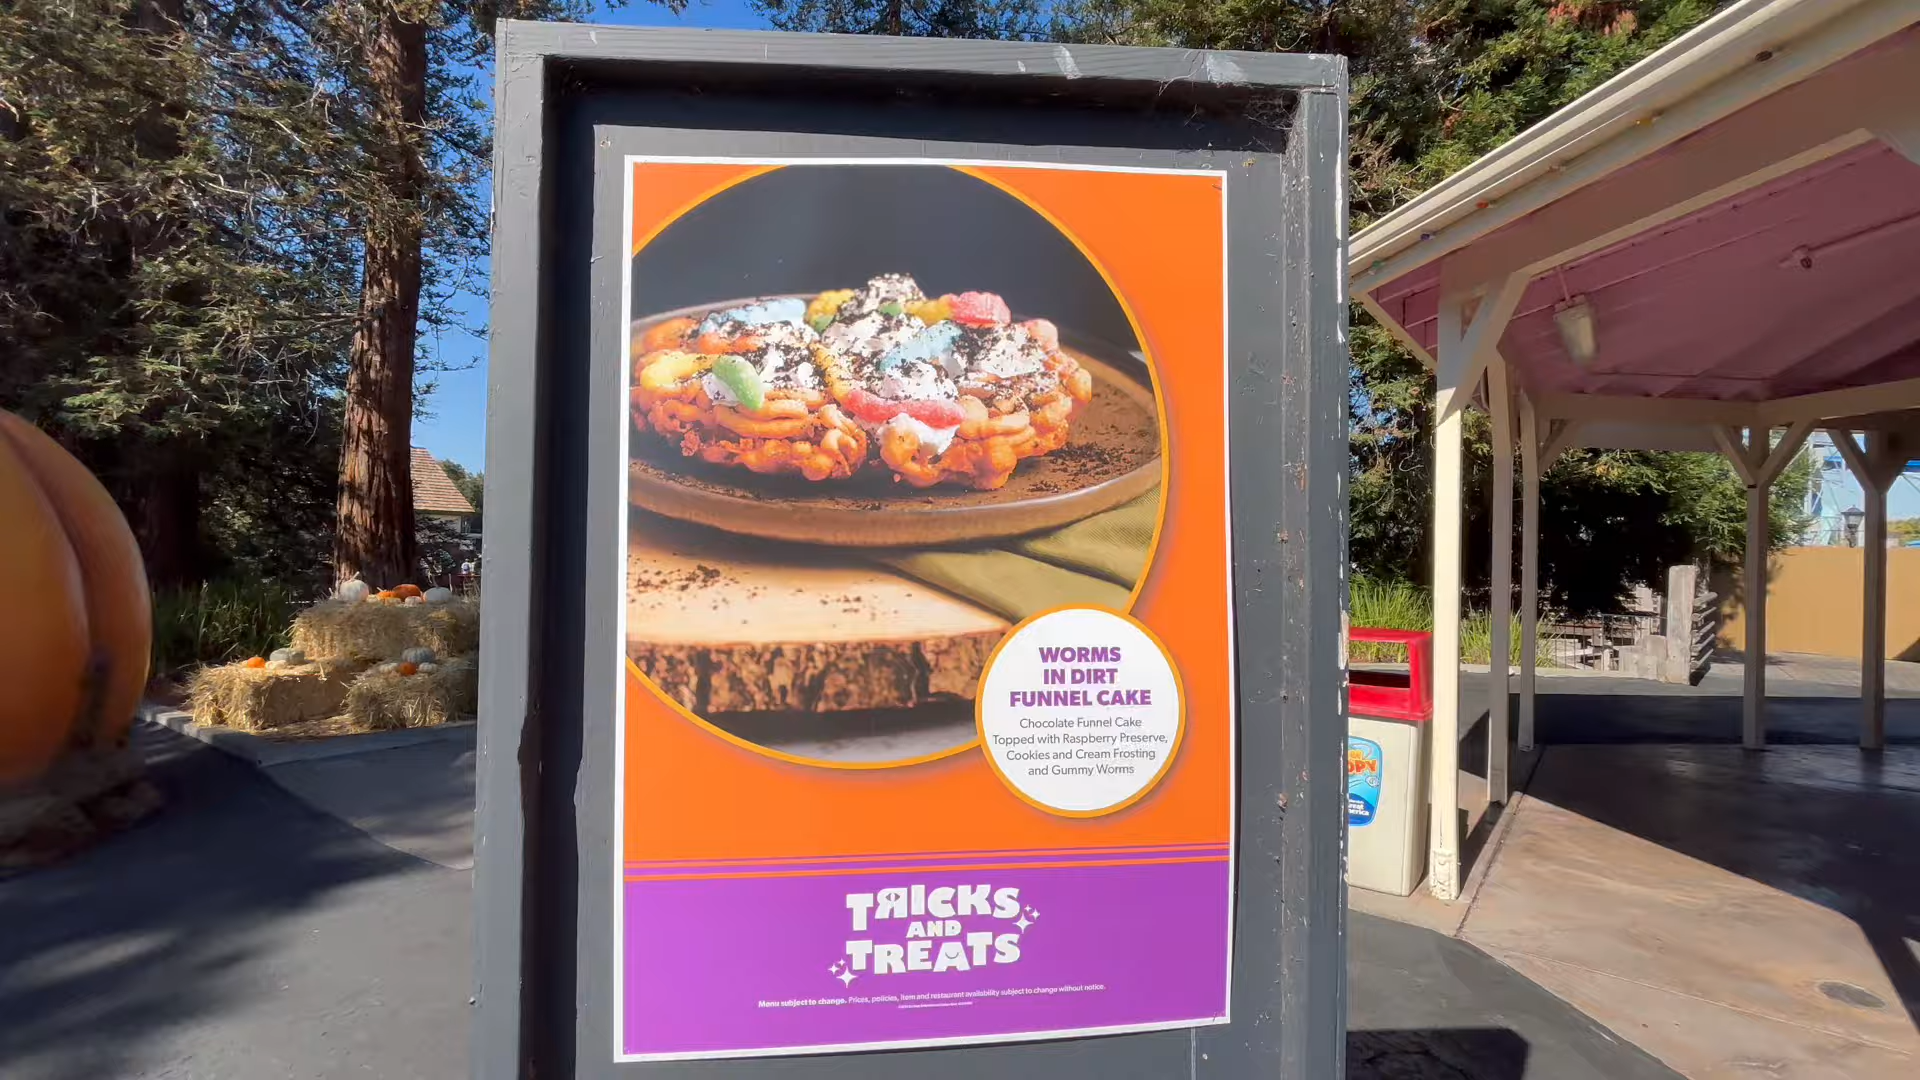 WORMS
IN DIRT
FUNNEL CAKE
Chocolate Funnel Cake
Topped with Raspberry Preserve,
Cookies and Cream Frosting
and Gummy Worms
TRICKS
AND
TREATS
Menu subject to change. Prices, policies, item and restaurant availability subject to change without notice.